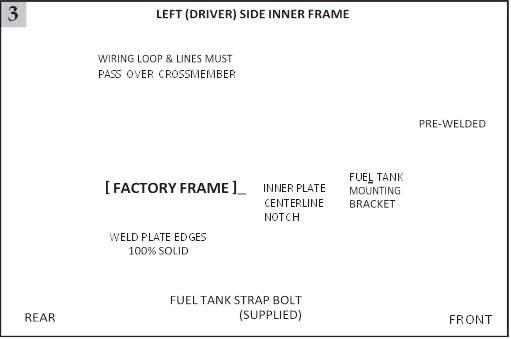 3
LEFT (DRIVER) SIDE INNER FRAME
WIRING LOOP & LINES MUST
PASS OVER CROSSMEMBER
PRE-WELDED
[ FACTORY FRAME ]_
INNER PLATE
CENTERLINE
NOTCH
FUEL TANK
MOUNTING
BRACKET
WELD PLATE EDGES
100% SOLID
FUEL TANK STRAP BOLT
(SUPPLIED)
REAR
FRONT